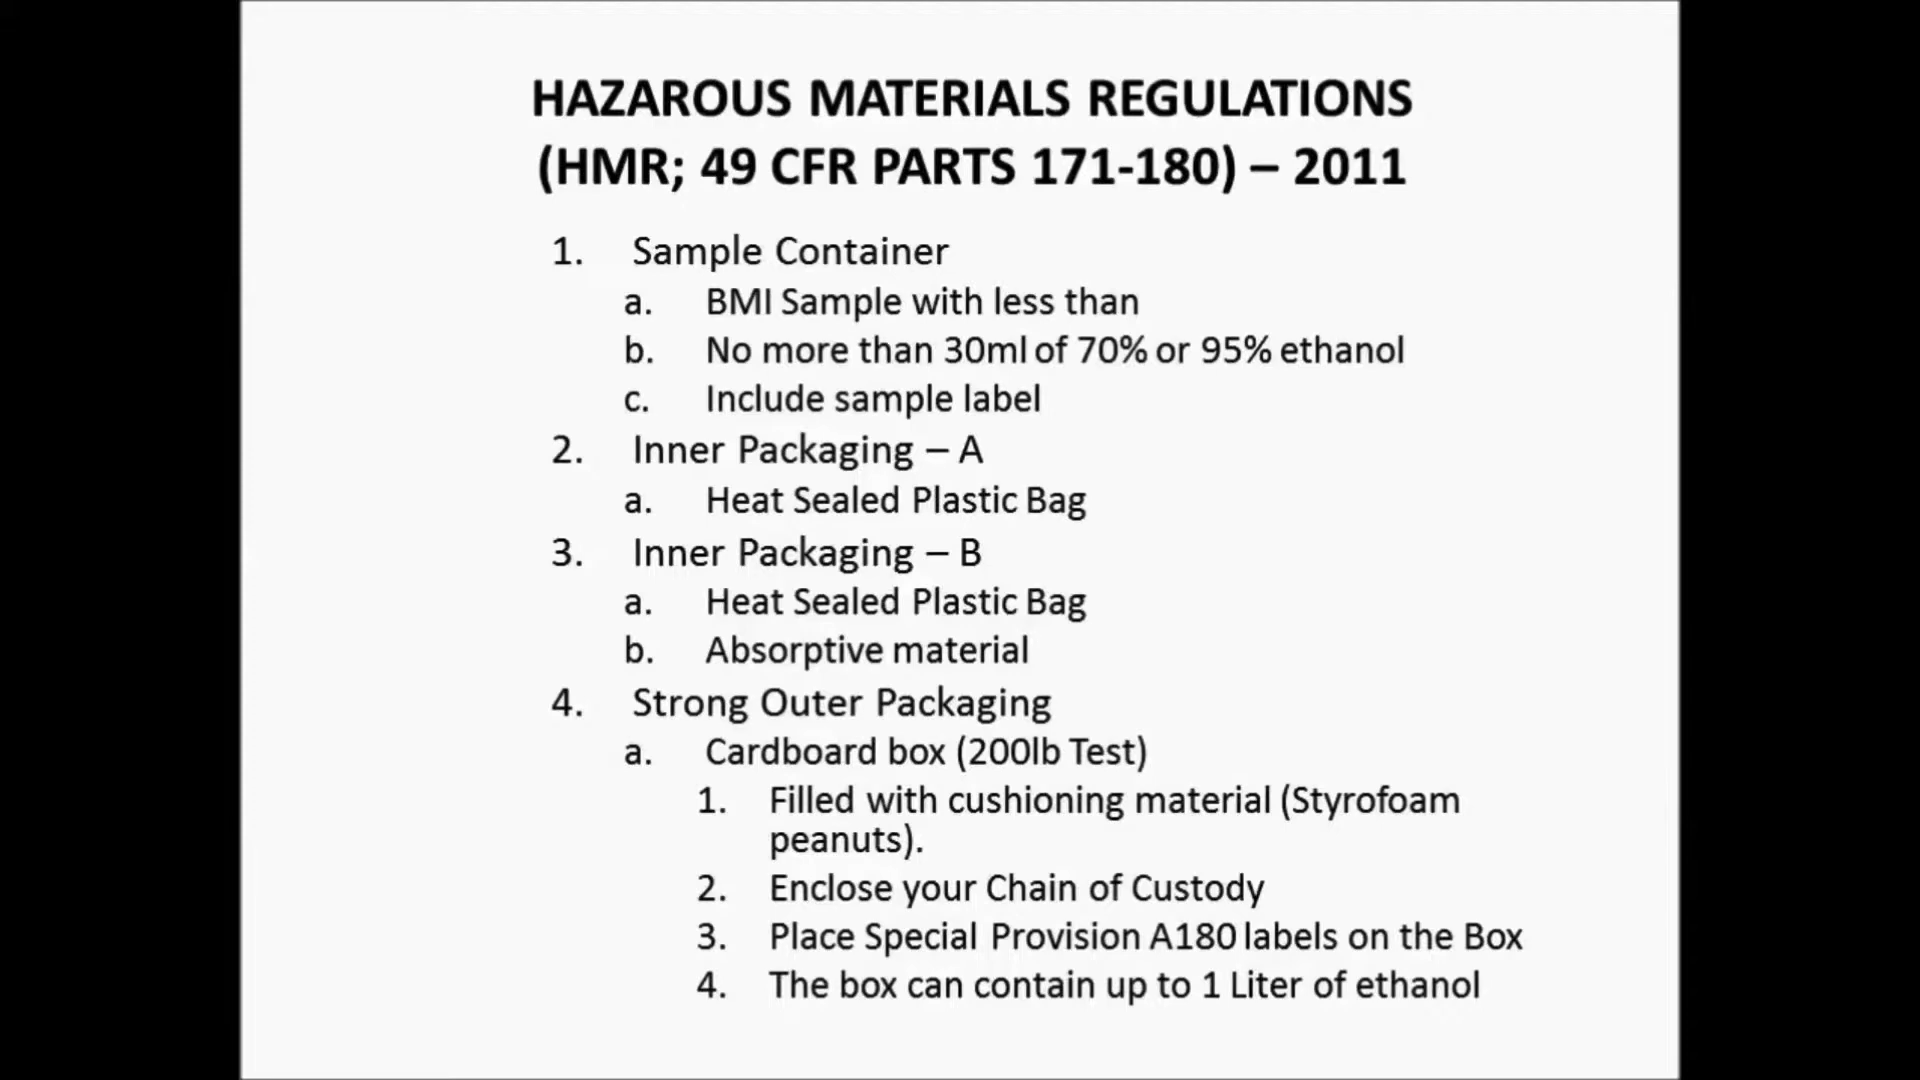 HAZAROUS MATERIALS REGULATIONS
(HMR; 49 CFR PARTS 171-180) – 2011
1. Sample Container
a. BMI Sample with less than
b. No more than 30ml of 70% or 95% ethanol
c. Include sample label
2. Inner Packaging – A
a. Heat Sealed Plastic Bag
3. Inner Packaging – B
a. Heat Sealed Plastic Bag
b. Absorptive material
4. Strong Outer Packaging
a. Cardboard box (200lb Test)
1. Filled with cushioning material (Styrofoam
peanuts).
2. Enclose your Chain of Custody
3. Place Special Provision A180 labels on the Box
4. The box can contain up to 1 Liter of ethanol